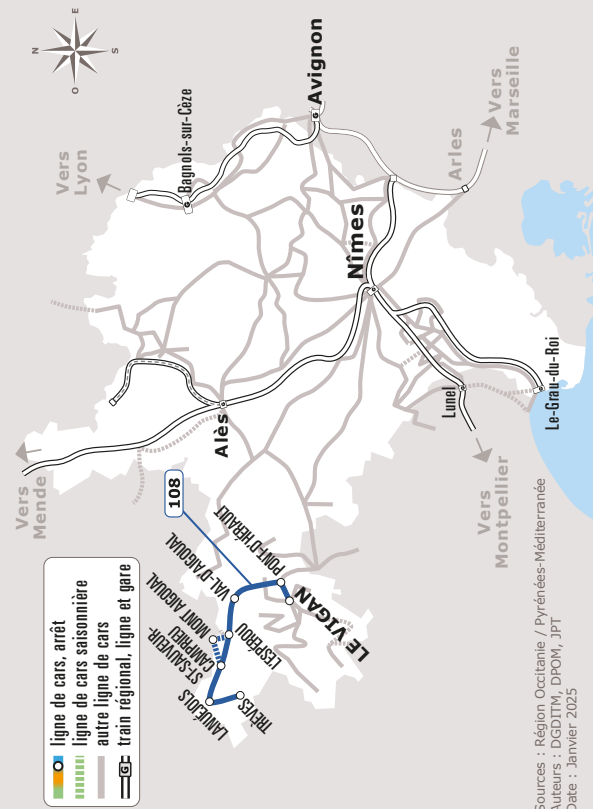 ligne de cars, arrêt
ligne de cars saisonnière
autre ligne de cars
G
train régional, ligne et gare
N
E
S
O
Vers
Mende
Vers
Lyon
Bagnols-sur-Cèze
G
Avignon
G
Alès
Nîmes
Arles
Vers
Marseille
Lunel
Le-Grau-du-Roi
Vers
Montpellier
108
TRÈVES
LANUÉJOLS
ST-SAUVEUR-
CAMPRIEU
MONT AIGOUAL
L'ESPÉROU
VAL-D'AIGOUAL
PONT-D'HÉRAULT
LE VIGAN
Sources : Région Occitanie / Pyrénées-Méditerranée
Auteurs : DGDITM, DPOM, JPT
Date : Janvier 2025